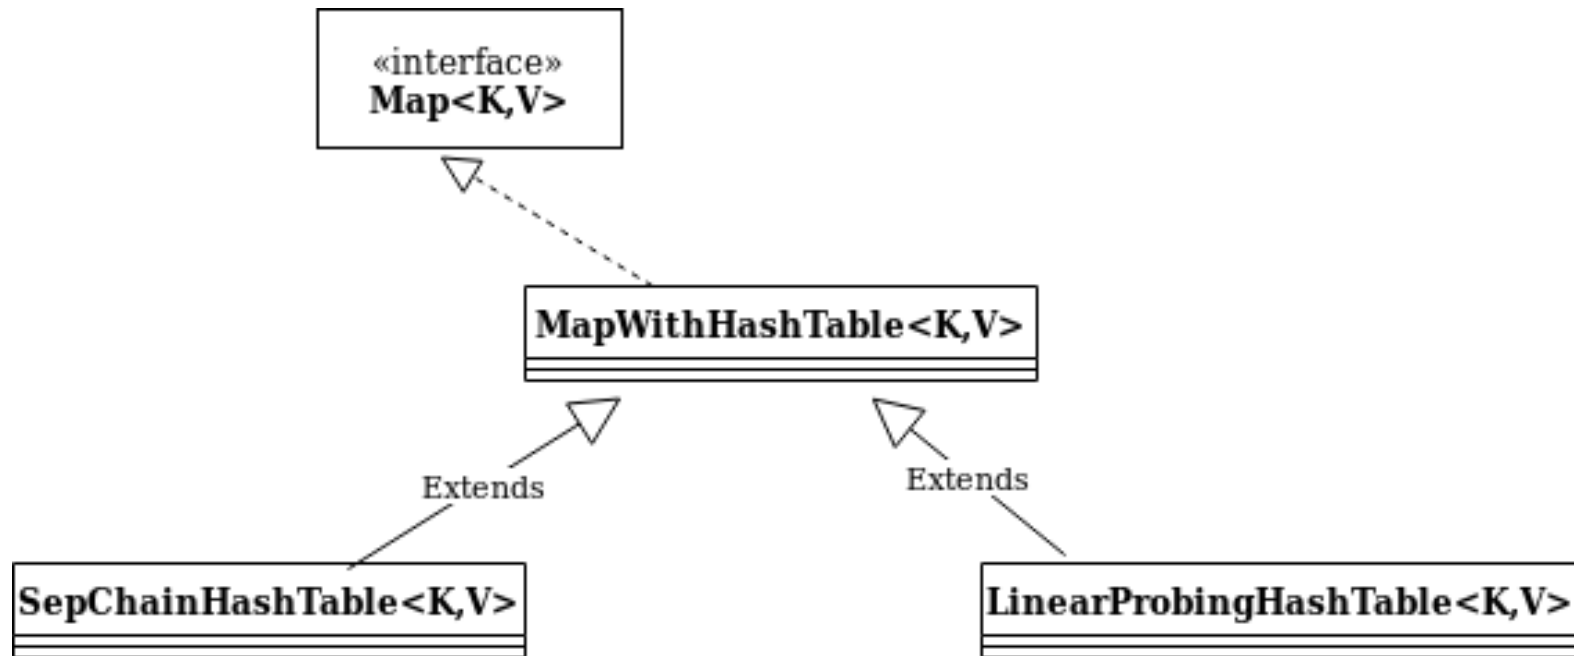 «interface»
Map<K,V>
MapWithHashTable<K,V>
Extends
Extends
SepChainHashTable<K,V>
LinearProbingHashTable<K,V>